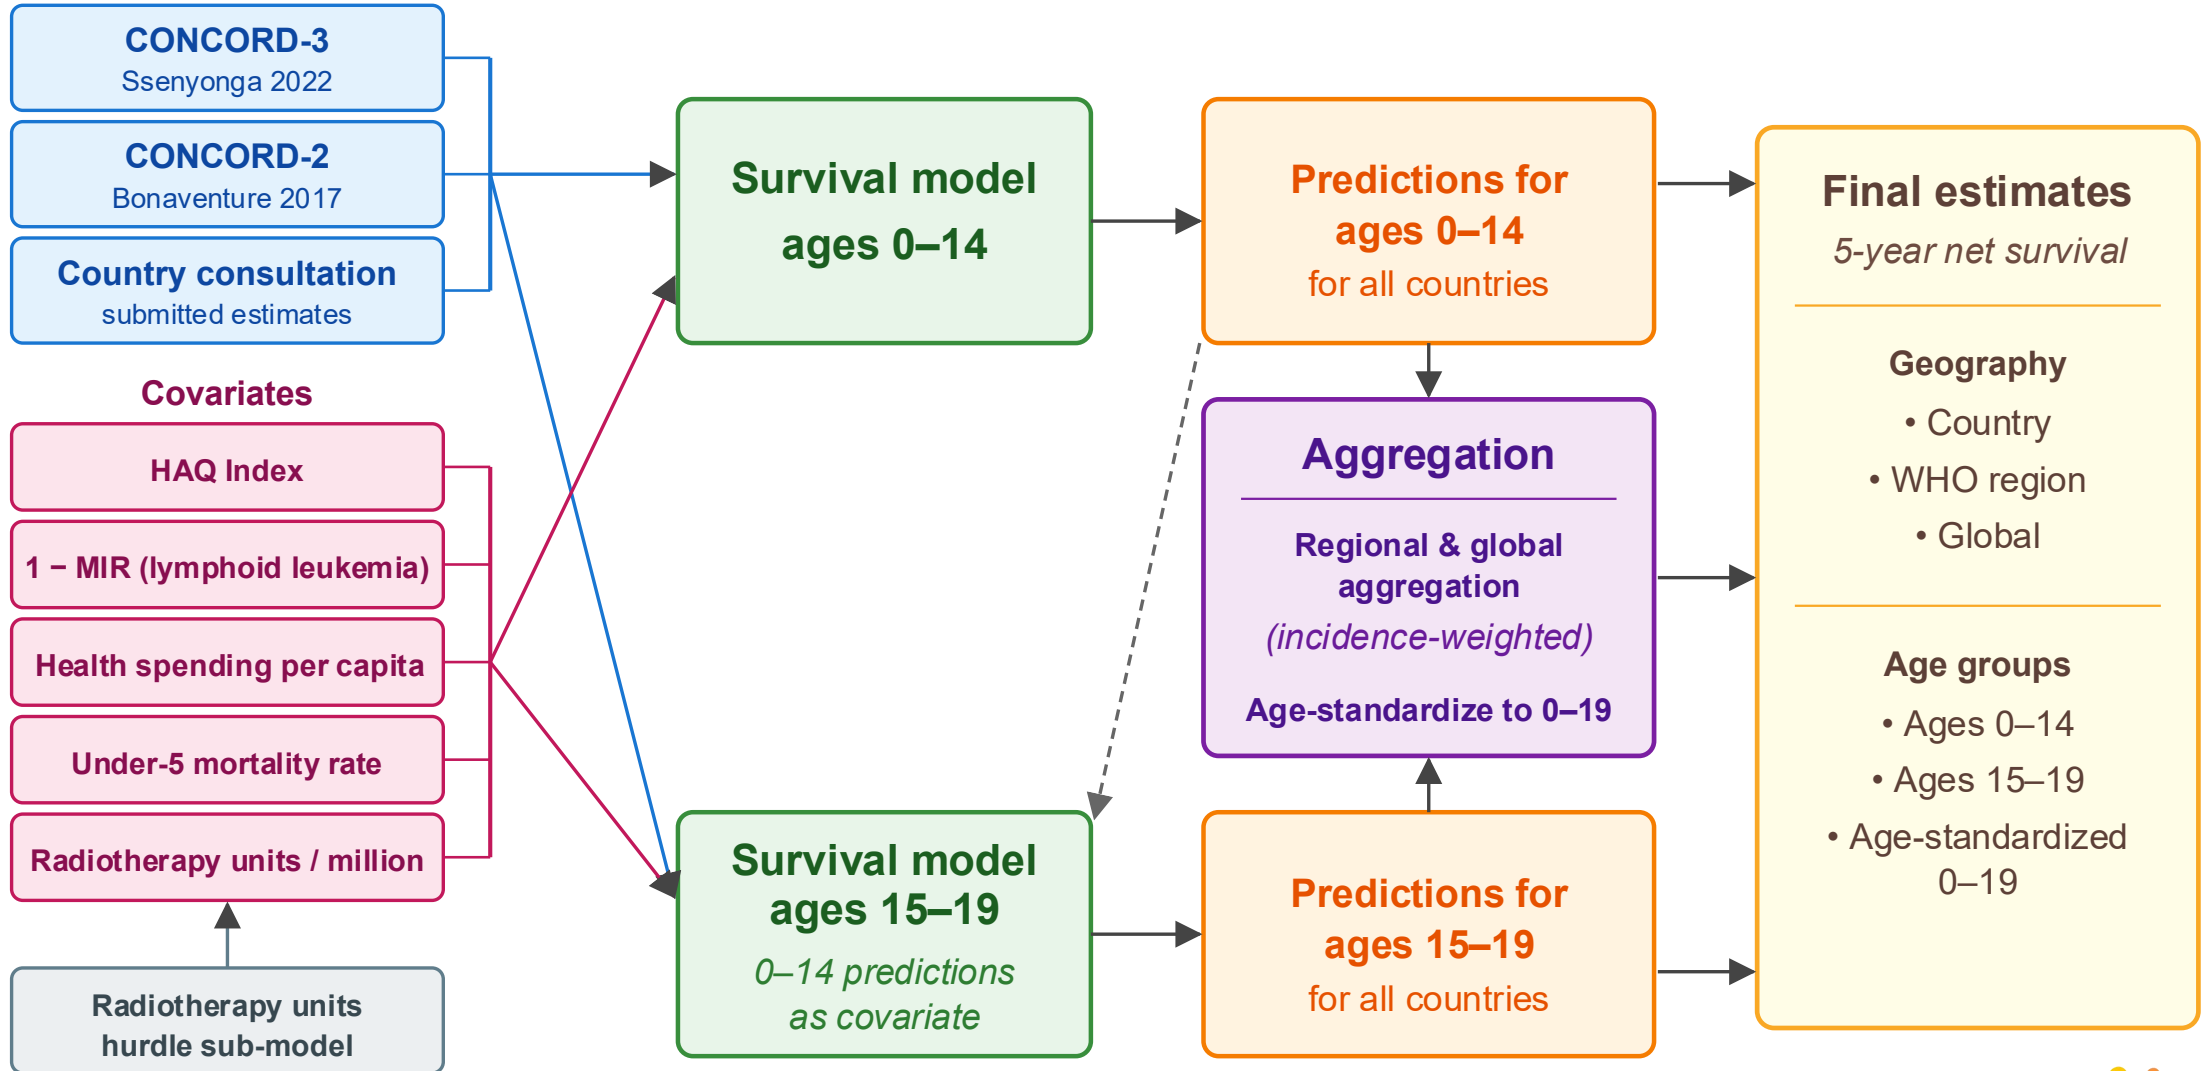 CONCORD-3
Ssenyonga 2022
CONCORD-2
Bonaventure 2017
Country consultation
submitted estimates
Covariates
HAQ Index
1 − MIR (lymphoid leukemia)
Health spending per capita
Under-5 mortality rate
Radiotherapy units / million
Radiotherapy units
hurdle sub-model
Survival model
ages 0–14
Survival model
ages 15–19
0–14 predictions
as covariate
Predictions for
ages 0–14
for all countries
Aggregation
Regional & global
aggregation
(incidence-weighted)
Age-standardize to 0–19
Predictions for
ages 15–19
for all countries
Final estimates
5-year net survival
Geography
• Country
• WHO region
• Global
Age groups
• Ages 0–14
• Ages 15–19
• Age-standardized
0–19